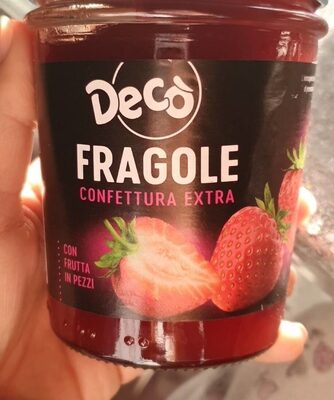 Decò
FRAGOLE
CONFETTURA EXTRA
CON
FRUTTA
IN PEZZI